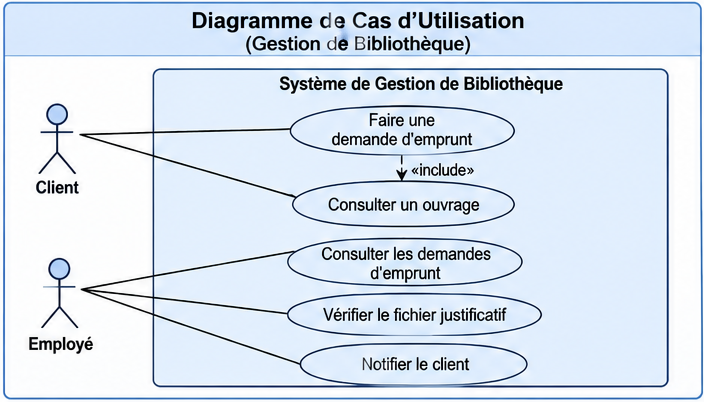 Diagramme de Cas d'Utilisation
(Gestion de Bibliothèque)
Système de Gestion de Bibliothèque
Faire une
demande d'emprunt
«include»
Client
Consulter un ouvrage
Consulter les demandes
d'emprunt
Vérifier le fichier justificatif
Employé
Notifier le client